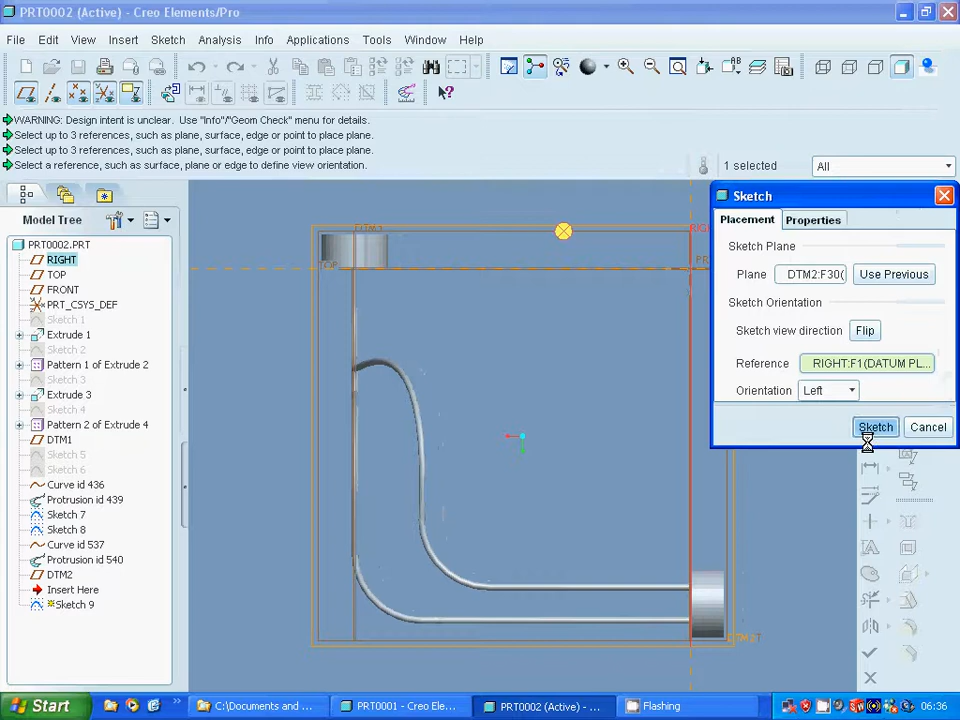 PRT0002 (Active) - Creo Elements/Pro
File Edit View Insert Sketch Analysis Info Applications Tools Window Help
WARNING: Design intent is unclear. Use "Info"/"Geom Check" menu for details.
Select up to 3 references, such as plane, surface, edge or point to place plane.
Select up to 3 references, such as plane, surface, edge or point to place plane.
Select a reference, such as surface, plane or edge to define view orientation.
1 selected
All
Model Tree
PRT0002.PRT
RIGHT
TOP
FRONT
PRT_CSYS_DEF
Sketch 1
Extrude 1
Sketch 2
Pattern 1 of Extrude 2
Sketch 3
Extrude 3
Sketch 4
Pattern 2 of Extrude 4
DTM1
Sketch 5
Sketch 6
Curve id 436
Protrusion id 439
Sketch 7
Sketch 8
Curve id 537
Protrusion id 540
DTM2
Insert Here
Sketch 9
TOP
Sketch
Placement Properties
Sketch Plane
Plane DTM2:F30( Use Previous
Sketch Orientation
Sketch view direction Flip
Reference RIGHT:F1(DATUM PL...
Orientation Left
Sketch Cancel
Start
C:\Documents and ...
PRT0001 - Creo Ele...
PRT0002 (Active) - ...
Flashing
06:36